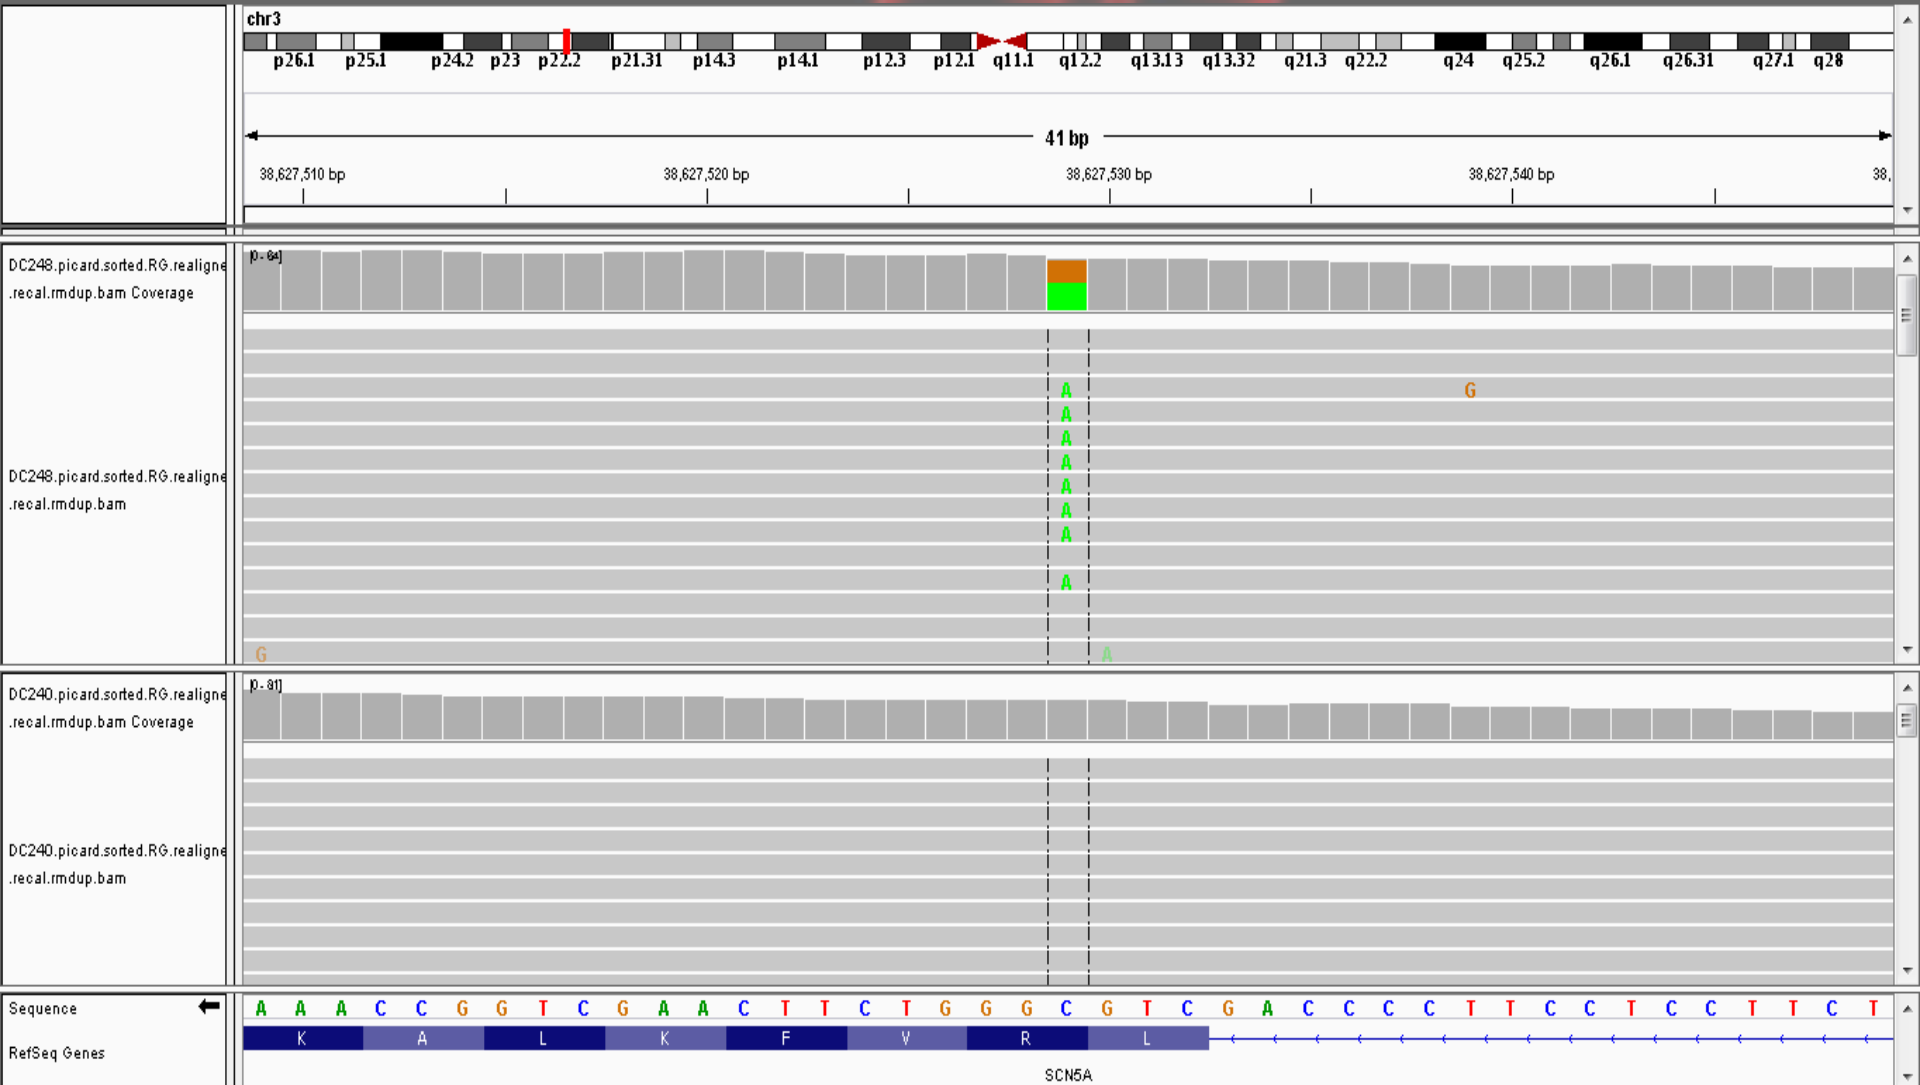 chr3
p26.1 p25.1 p24.2 p23 p22.2 p21.31 p14.3 p14.1 p12.3 p12.1 q11.1 q12.2 q13.13 q13.32 q21.3 q22.2 q24 q25.2 q26.1 q26.31 q27.1 q28
41 bp
38,627,510 bp 38,627,520 bp 38,627,530 bp 38,627,540 bp 38,
DC248.picard.sorted.RG.realigne
.recal.rmdup.bam Coverage
[0 - 64]
A G
A
A
A
DC248.picard.sorted.RG.realigne
.recal.rmdup.bam
A
A
A
A
G A
DC240.picard.sorted.RG.realigne
.recal.rmdup.bam Coverage
[0 - 81]
DC240.picard.sorted.RG.realigne
.recal.rmdup.bam
Sequence A A A C C G G T C G A A C T T C T G G G C G T C G A C C C C T T C C T C C T T C T
RefSeq Genes K A L K F V R L
SCN5A